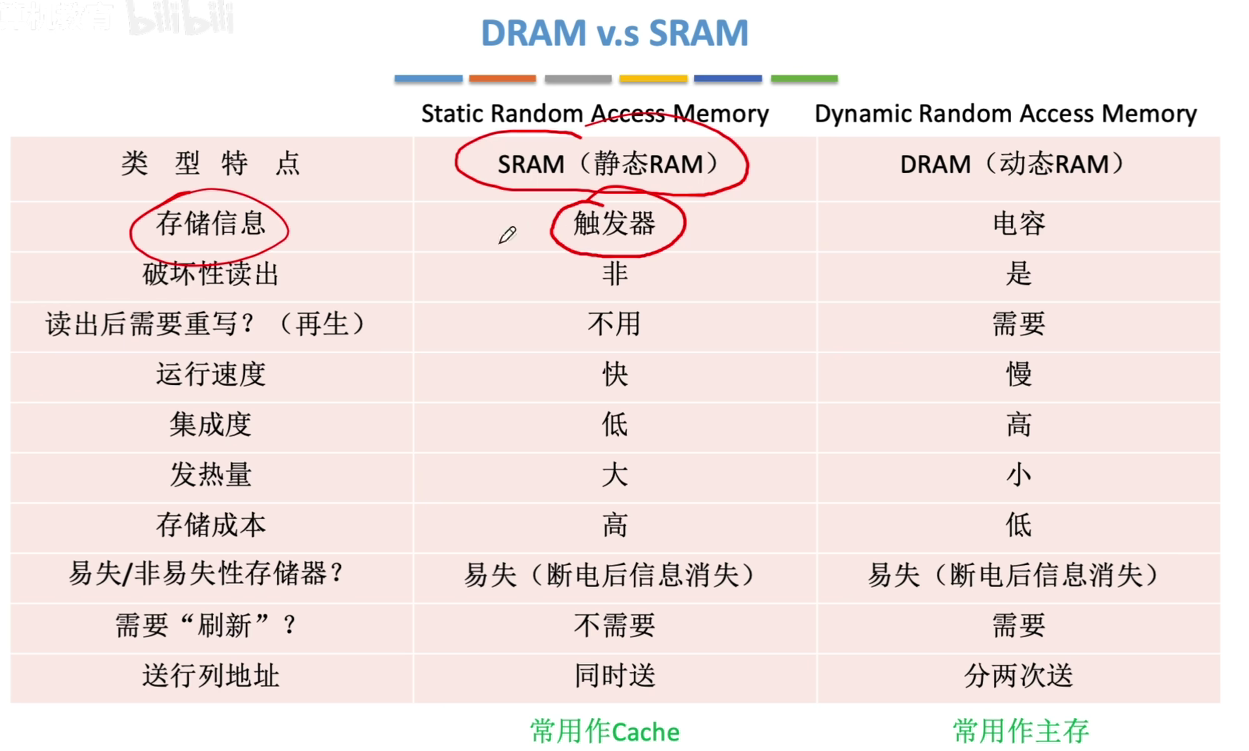 bilibili
DRAM v.s SRAM
Static Random Access Memory Dynamic Random Access Memory
类 型 特 点 SRAM（静态RAM） DRAM（动态RAM）
存储信息 触发器 电容
破坏性读出 非 是
读出后需要重写？（再生） 不用 需要
运行速度 快 慢
集成度 低 高
发热量 大 小
存储成本 高 低
易失/非易失性存储器？ 易失（断电后信息消失） 易失（断电后信息消失）
需要“刷新”？ 不需要 需要
送行列地址 同时送 分两次送
常用作Cache 常用作主存